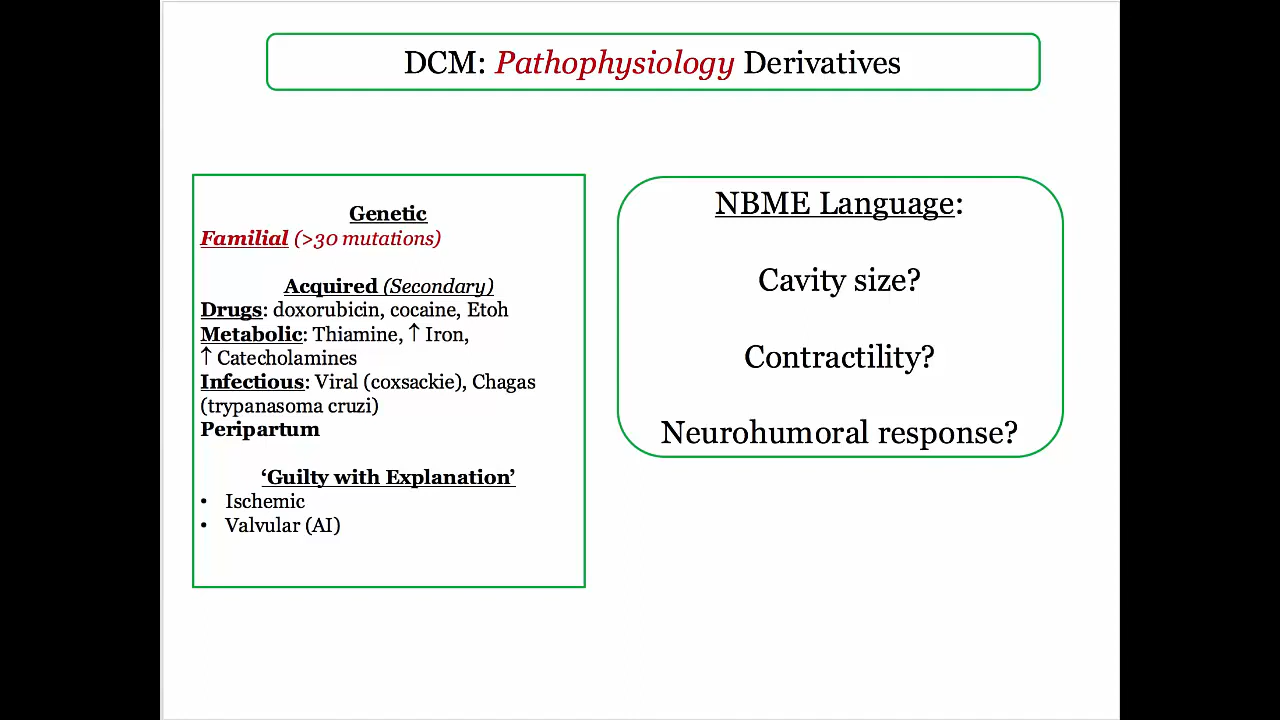 DCM: Pathophysiology Derivatives
Genetic
Familial (>30 mutations)
Acquired (Secondary)
Drugs: doxorubicin, cocaine, Etoh
Metabolic: Thiamine, ↑ Iron,
↑ Catecholamines
Infectious: Viral (coxsackie), Chagas
(trypanasoma cruzi)
Peripartum
‘Guilty with Explanation’
• Ischemic
• Valvular (AI)
NBME Language:
Cavity size?
Contractility?
Neurohumoral response?